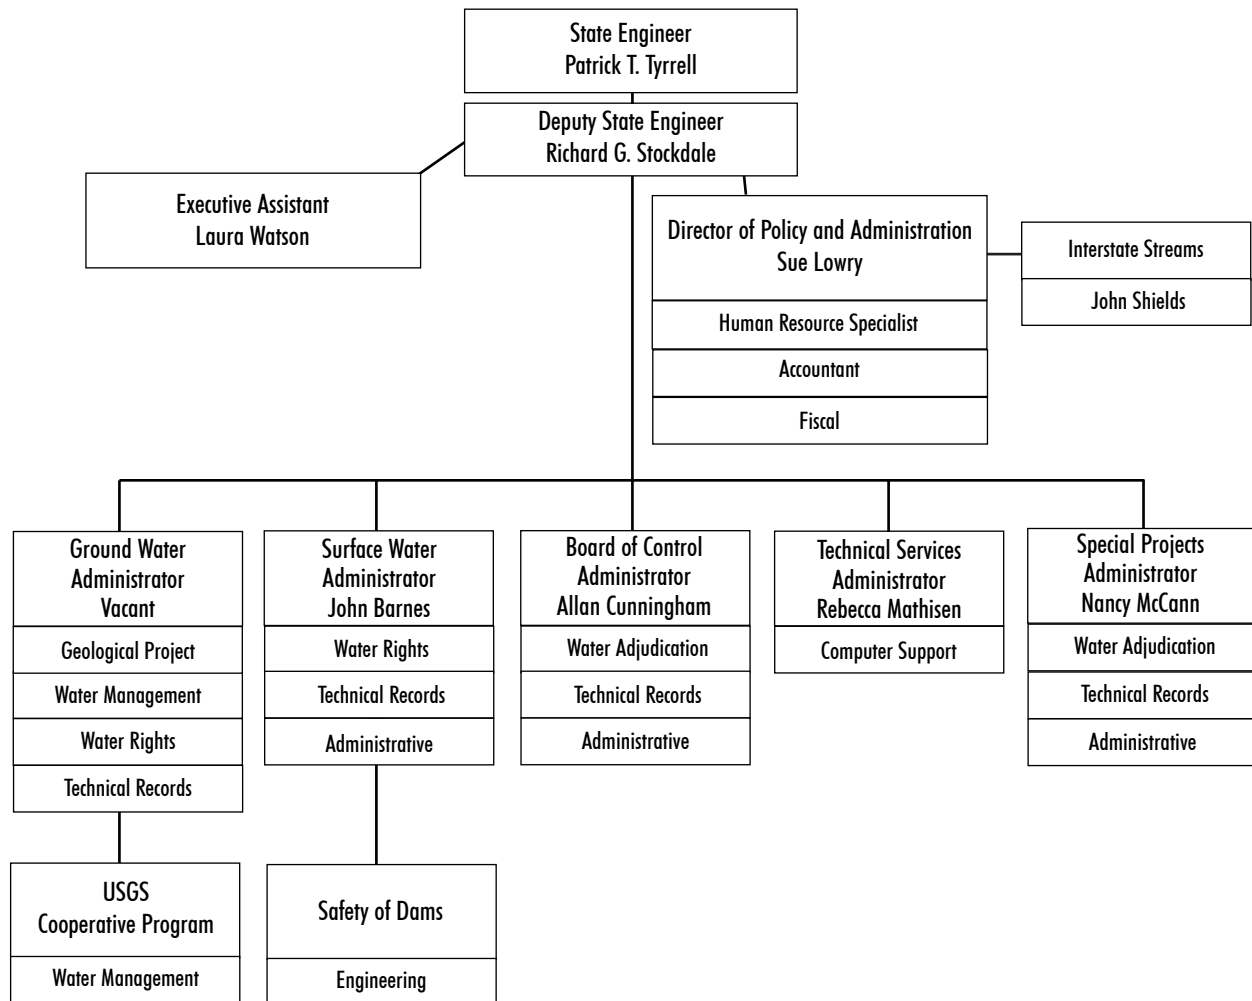 State Engineer
Patrick T. Tyrrell
Deputy State Engineer
Richard G. Stockdale
Executive Assistant
Laura Watson
Director of Policy and Administration
Sue Lowry
Human Resource Specialist
Accountant
Fiscal
Interstate Streams
John Shields
Ground Water
Administrator
Vacant
Geological Project
Water Management
Water Rights
Technical Records
USGS
Cooperative Program
Water Management
Surface Water
Administrator
John Barnes
Water Rights
Technical Records
Administrative
Safety of Dams
Engineering
Board of Control
Administrator
Allan Cunningham
Water Adjudication
Technical Records
Administrative
Technical Services
Administrator
Rebecca Mathisen
Computer Support
Special Projects
Administrator
Nancy McCann
Water Adjudication
Technical Records
Administrative